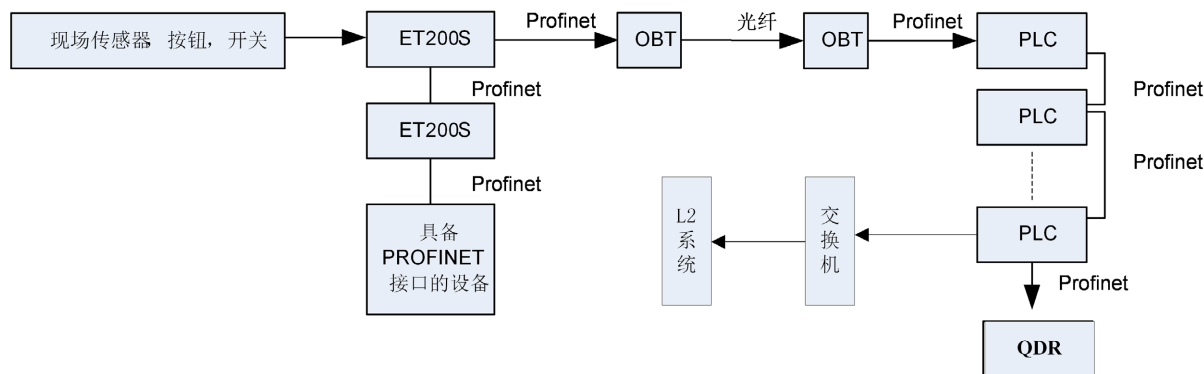 现场传感器，按钮，开关
ET200S
Profinet
OBT
光纤
OBT
Profinet
PLC
Profinet
ET200S
Profinet
PLC
Profinet
Profinet
具备
PROFINET
接口的设备
L2
系
统
交
换
机
PLC
Profinet
QDR